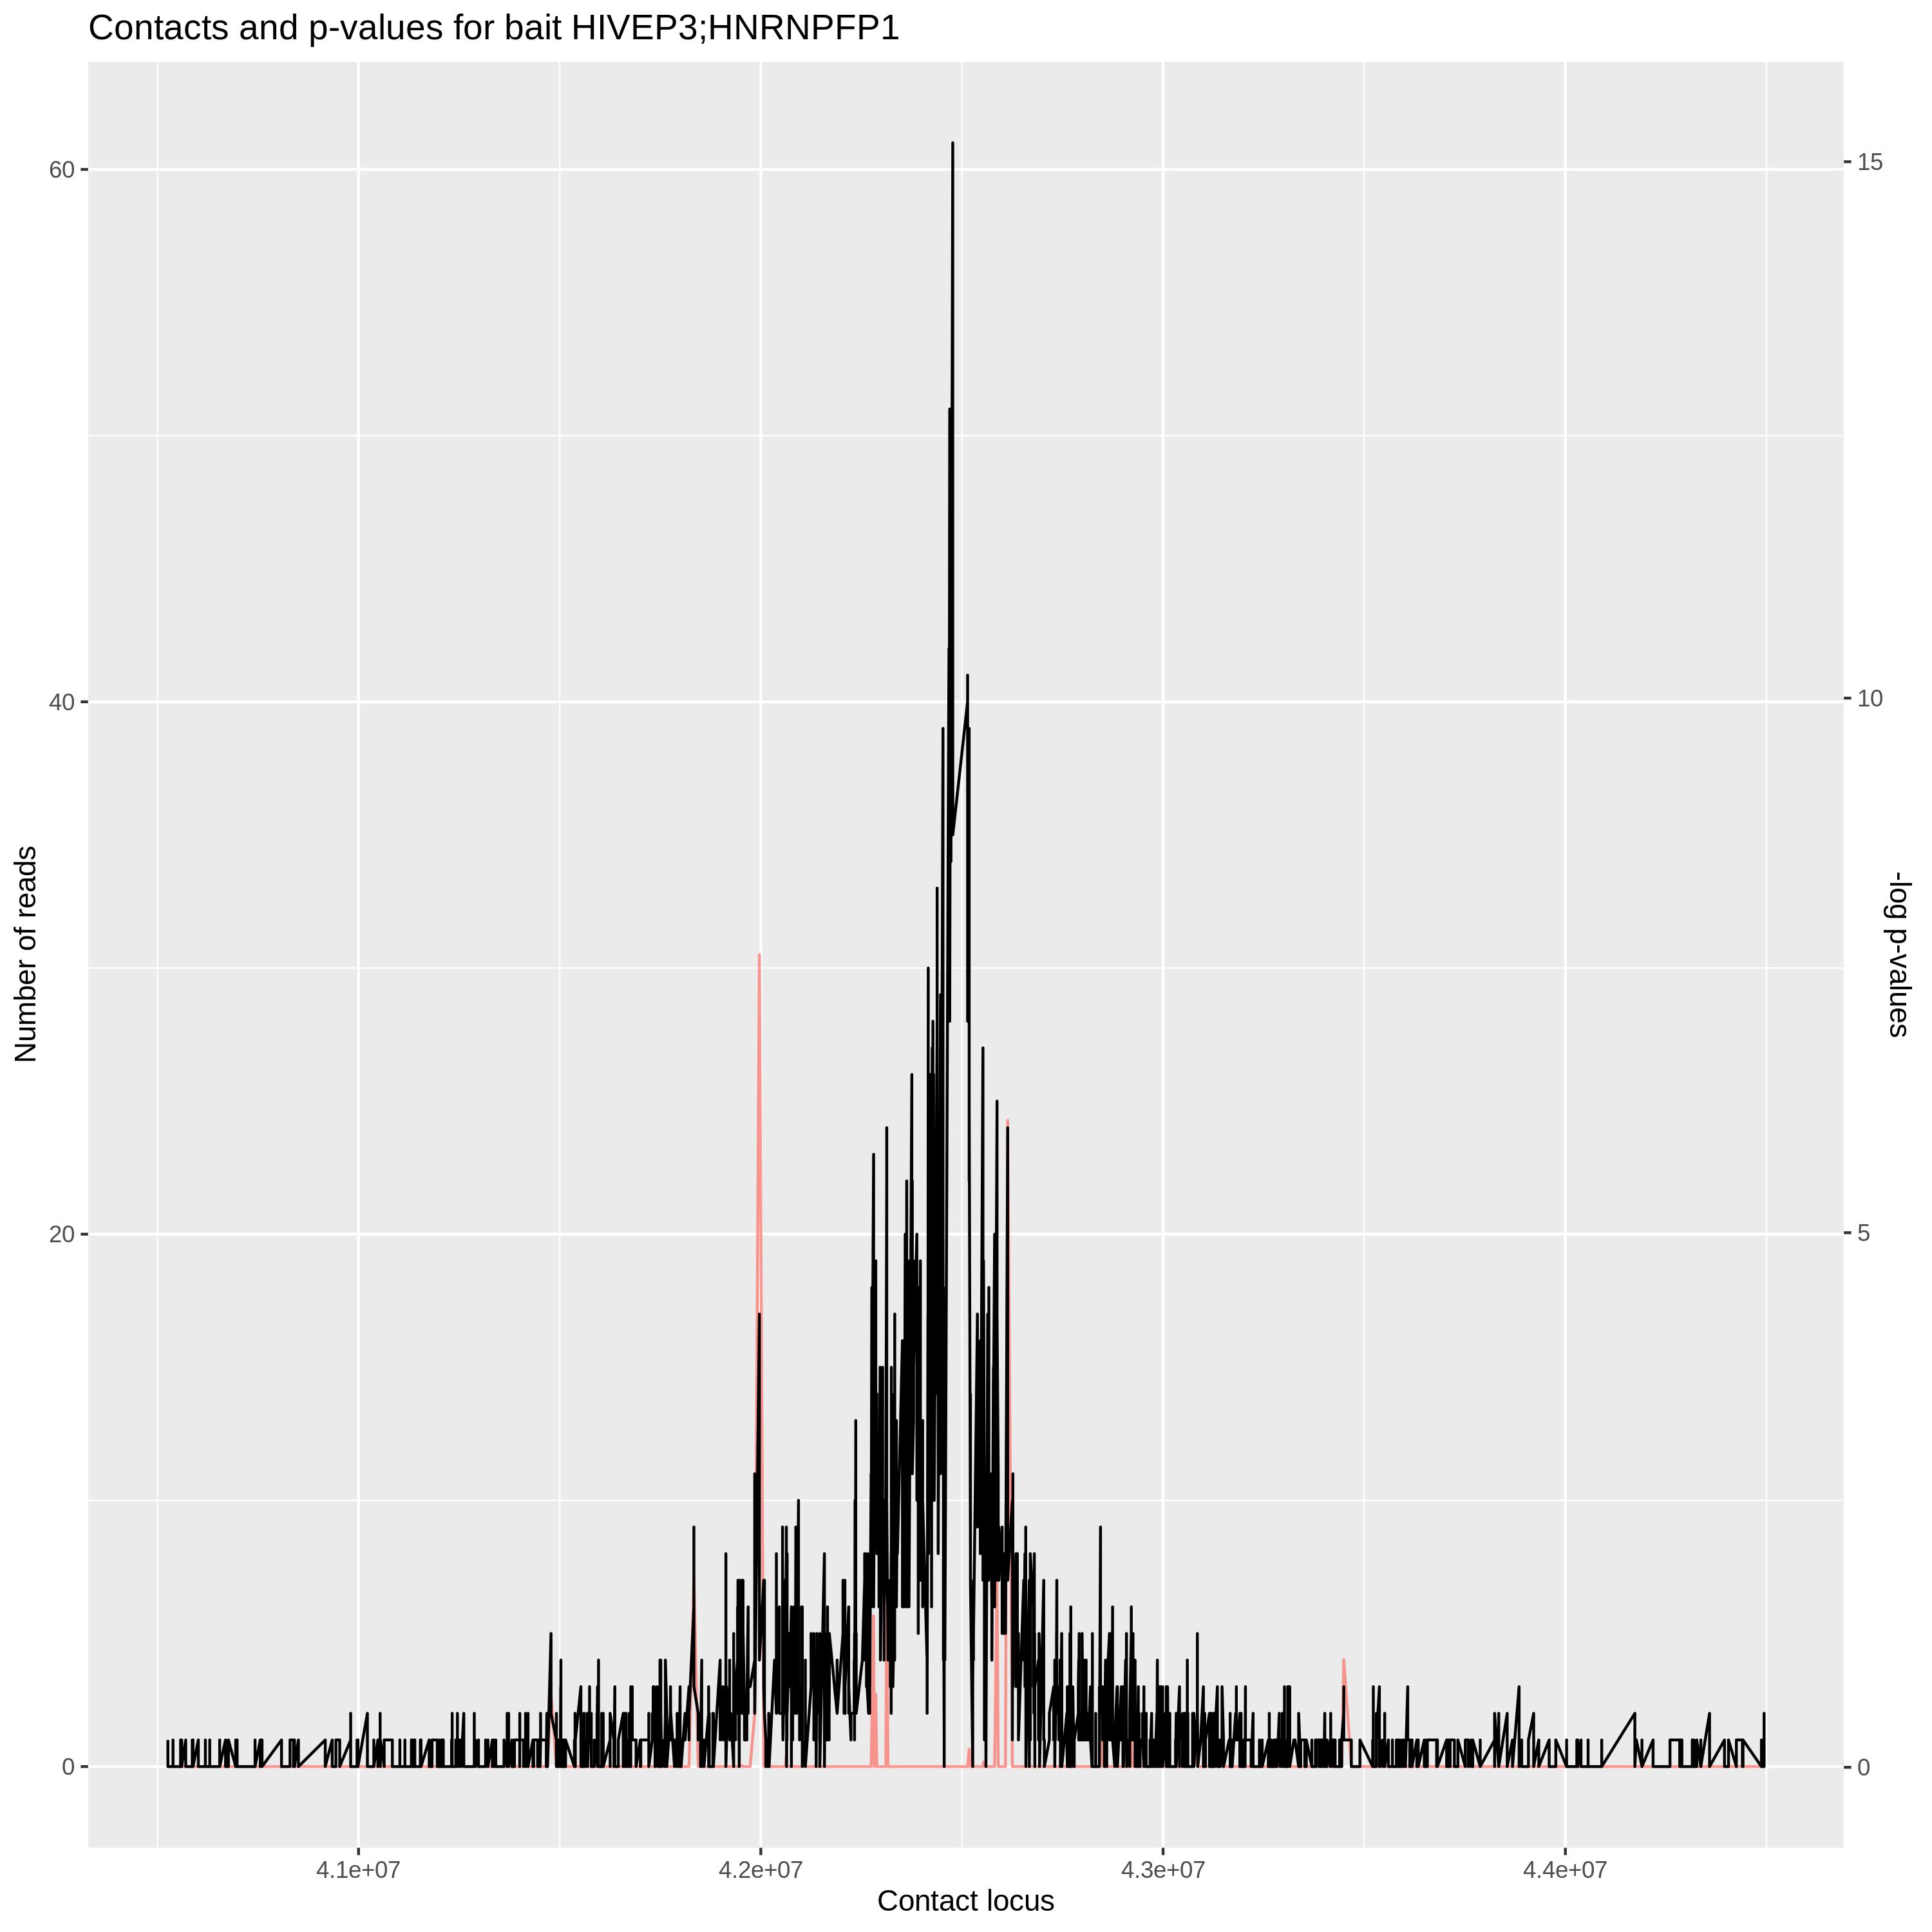 Contacts and p-values for bait HIVEP3;HNRNPFP1
60
40
20
0
15
10
5
0
Number of reads
-log p-values
4.1e+07
4.2e+07
4.3e+07
4.4e+07
Contact locus